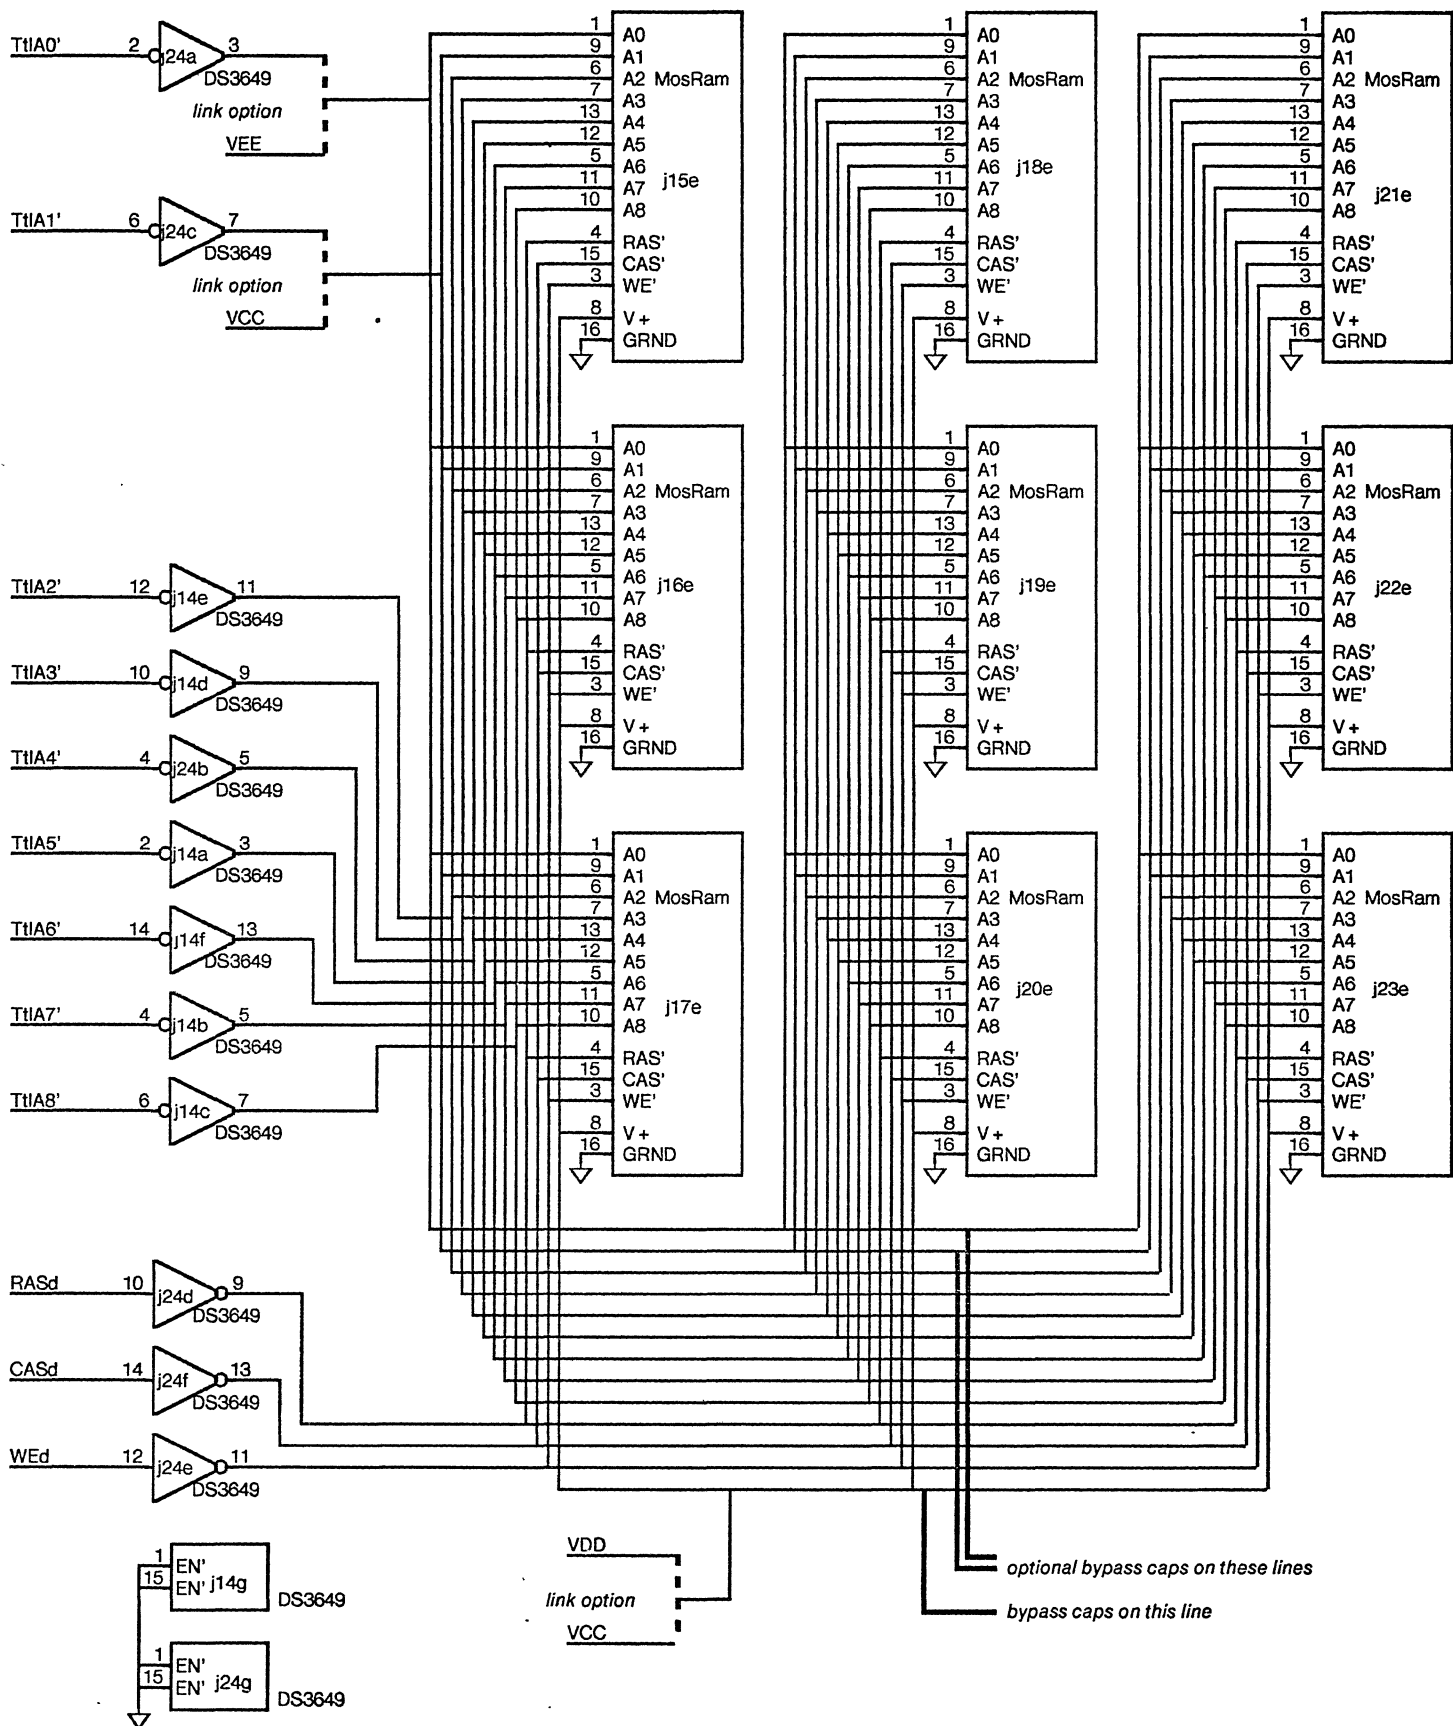 TtlA0'
2
j24a
3
DS3649
link option
VEE
TtlA1'
6
j24c
7
DS3649
link option
VCC
TtlA2'
12
j14e
11
DS3649
TtlA3'
10
j14d
9
DS3649
TtlA4'
4
j24b
5
DS3649
TtlA5'
2
j14a
3
DS3649
TtlA6'
14
j14f
13
DS3649
TtlA7'
4
j14b
5
DS3649
TtlA8'
6
j14c
7
DS3649
RASd
10
j24d
9
DS3649
CASd
14
j24f
13
DS3649
WEd
12
j24e
11
DS3649
1 EN'
15 EN' j14g
DS3649
1 EN'
15 EN' j24g
DS3649
1 A0
9 A1
6 A2 MosRam
7 A3
13 A4
12 A5
5 A6
j15e
11 A7
10 A8
4 RAS'
15 CAS'
3 WE'
8 V+
16 GRND
1 A0
9 A1
6 A2 MosRam
7 A3
13 A4
12 A5
5 A6
j16e
11 A7
10 A8
4 RAS'
15 CAS'
3 WE'
8 V+
16 GRND
1 A0
9 A1
6 A2 MosRam
7 A3
13 A4
12 A5
5 A6
11 A7 j17e
10 A8
4 RAS'
15 CAS'
3 WE'
8 V+
16 GRND
1 A0
9 A1
6 A2 MosRam
7 A3
13 A4
12 A5
5 A6 j18e
11 A7
10 A8
4 RAS'
15 CAS'
3 WE'
8 V+
16 GRND
1 A0
9 A1
6 A2 MosRam
7 A3
13 A4
12 A5
5 A6
j19e
11 A7
10 A8
4 RAS'
15 CAS'
3 WE'
8 V+
16 GRND
1 A0
9 A1
6 A2 MosRam
7 A3
13 A4
12 A5
5 A6
j20e
11 A7
10 A8
4 RAS'
15 CAS'
3 WE'
8 V+
16 GRND
1 A0
9 A1
6 A2 MosRam
7 A3
13 A4
12 A5
5 A6
11 A7
j21e
10 A8
4 RAS'
15 CAS'
3 WE'
8 V+
16 GRND
1 A0
9 A1
6 A2 MosRam
7 A3
13 A4
12 A5
5 A6
j22e
11 A7
10 A8
4 RAS'
15 CAS'
3 WE'
8 V+
16 GRND
1 A0
9 A1
6 A2 MosRam
7 A3
13 A4
12 A5
5 A6
j23e
11 A7
10 A8
4 RAS'
15 CAS'
3 WE'
8 V+
16 GRND
VDD
link option
VCC
optional bypass caps on these lines
bypass caps on this line